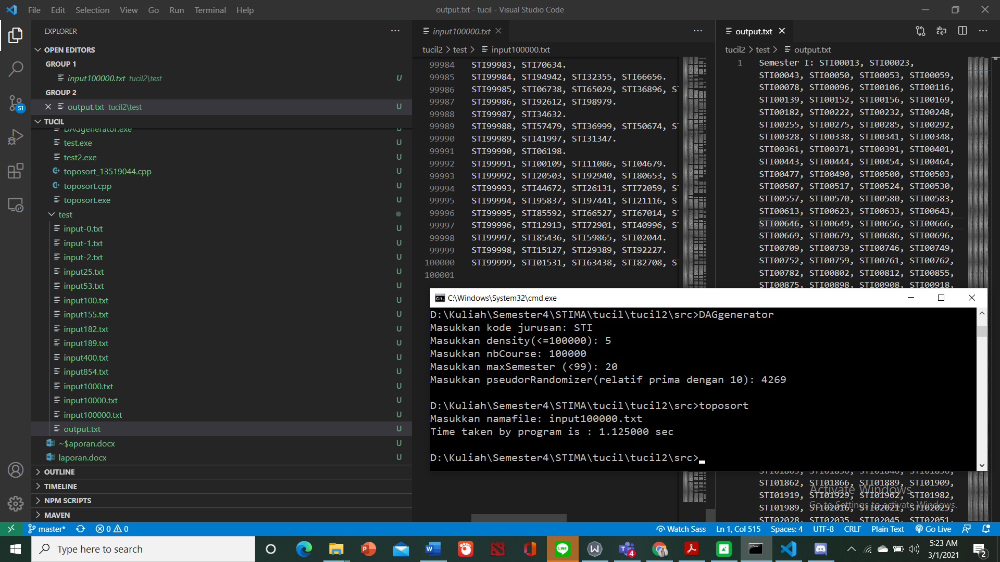 File Edit Selection View Go Run Terminal Help
output.txt - tucil - Visual Studio Code
EXPLORER
OPEN EDITORS
GROUP 1
input100000.txt tucil2\test U
GROUP 2
output.txt tucil2\test U
TUCIL
DAGgenerator.exe U
test.exe U
test2.exe U
toposort_13519044.cpp U
toposort.cpp U
toposort.exe U
test
input-0.txt U
input-1.txt U
input-2.txt U
input25.txt U
input53.txt U
input100.txt U
input155.txt U
input182.txt U
input189.txt U
input400.txt U
input854.txt U
input1000.txt U
input10000.txt U
input100000.txt U
output.txt U
~$aporan.docx U
laporan.docx U
OUTLINE
TIMELINE
NPM SCRIPTS
MAVEN
51
input100000.txt
tucil2 > test > input100000.txt
99984 STI99983, STI70634.
99985 STI99984, STI94942, STI32355, STI66656.
99986 STI99985, STI06738, STI65029, STI36896, S
99987 STI99986, STI92612, STI98979.
99988 STI99987, STI34632.
99989 STI99988, STI57479, STI36999, STI50674, S
99990 STI99989, STI41997, STI31347.
99991 STI99990, STI06198.
99992 STI99991, STI00109, STI11086, STI04679.
99993 STI99992, STI20503, STI92940, STI80653, S
99994 STI99993, STI44672, STI26131, STI72059, S
99995 STI99994, STI95837, STI97441, STI21116, S
99996 STI99995, STI85592, STI66527, STI67014, S
99997 STI99996, STI12913, STI72901, STI40996, S
99998 STI99997, STI85436, STI59865, STI02044.
99999 STI99998, STI15127, STI29389, STI92227.
100000 STI99999, STI01531, STI63438, STI82708, S
100001
output.txt
tucil2 > test > output.txt
1 Semester I: STI00013, STI00023,
STI00043, STI00050, STI00053, STI00059,
STI00078, STI00096, STI00106, STI00116,
STI00139, STI00152, STI00156, STI00169,
STI00182, STI00222, STI00232, STI00248,
STI00255, STI00275, STI00285, STI00292,
STI00328, STI00338, STI00341, STI00348,
STI00361, STI00371, STI00391, STI00401,
STI00443, STI00444, STI00454, STI00464,
STI00477, STI00490, STI00500, STI00503,
STI00507, STI00517, STI00524, STI00530,
STI00557, STI00570, STI00580, STI00583,
STI00613, STI00623, STI00633, STI00643,
STI00646, STI00649, STI00656, STI00666,
STI00669, STI00679, STI00686, STI00696,
STI00709, STI00739, STI00746, STI00749,
STI00752, STI00759, STI00761, STI00762,
STI00782, STI00802, STI00812, STI00855,
STI00875, STI00898, STI00908, STI00918,
C:\Windows\System32\cmd.exe
D:\Kuliah\Semester4\STIMA\tucil\tucil2\src>DAGgenerator
Masukkan kode jurusan: STI
Masukkan density(<=100000): 5
Masukkan nbCourse: 100000
Masukkan maxSemester (<99): 20
Masukkan pseudorRandomizer(relatif prima dengan 10): 4269
D:\Kuliah\Semester4\STIMA\tucil\tucil2\src>toposort
Masukkan namafile: input100000.txt
Time taken by program is : 1.125000 sec
D:\Kuliah\Semester4\STIMA\tucil\tucil2\src>
STI01862, STI01866, STI01889, STI01909,
STI01919, STI01929, STI01962, STI01982,
STI01989, STI02016, STI02021, STI02025,
STI02028, STI02035, STI02045, STI02051,
Activate Windows
Go to Settings to activate Windows.
master* 0 0
Watch Sass Ln 1, Col 515 Spaces: 4 UTF-8 CRLF Plain Text Go Live
Type here to search
LINE
4
5:23 AM
3/1/2021
2